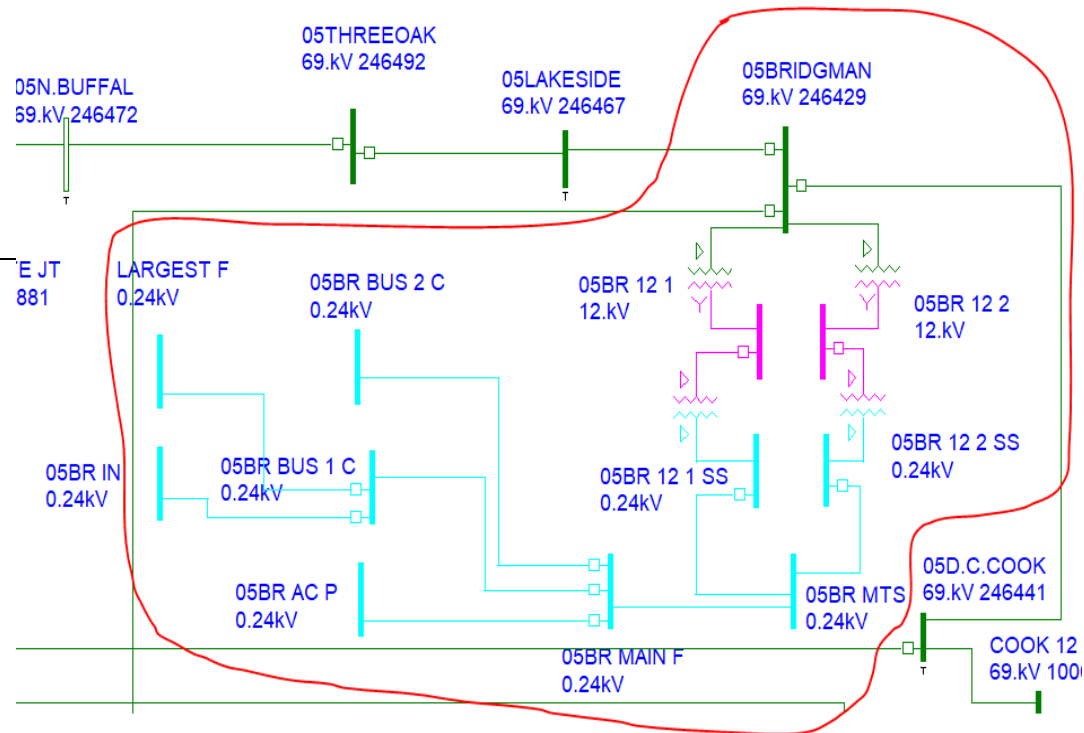 05THREEOAK
69.kV 246492
05N.BUFFAL
69.kV 246472
05LAKESIDE
69.kV 246467
05BRIDGMAN
69.kV 246429
T
T
E JT
881
LARGEST F
0.24kV
05BR BUS 2 C
0.24kV
05BR 12 1
12.kV
05BR 12 2
12.kV
05BR IN
0.24kV
05BR BUS 1 C
0.24kV
05BR 12 1 SS
0.24kV
05BR 12 2 SS
0.24kV
05BR AC P
0.24kV
05BR MTS
0.24kV
05D.C.COOK
69.kV 246441
T
05BR MAIN F
0.24kV
COOK 12
69.kV 100